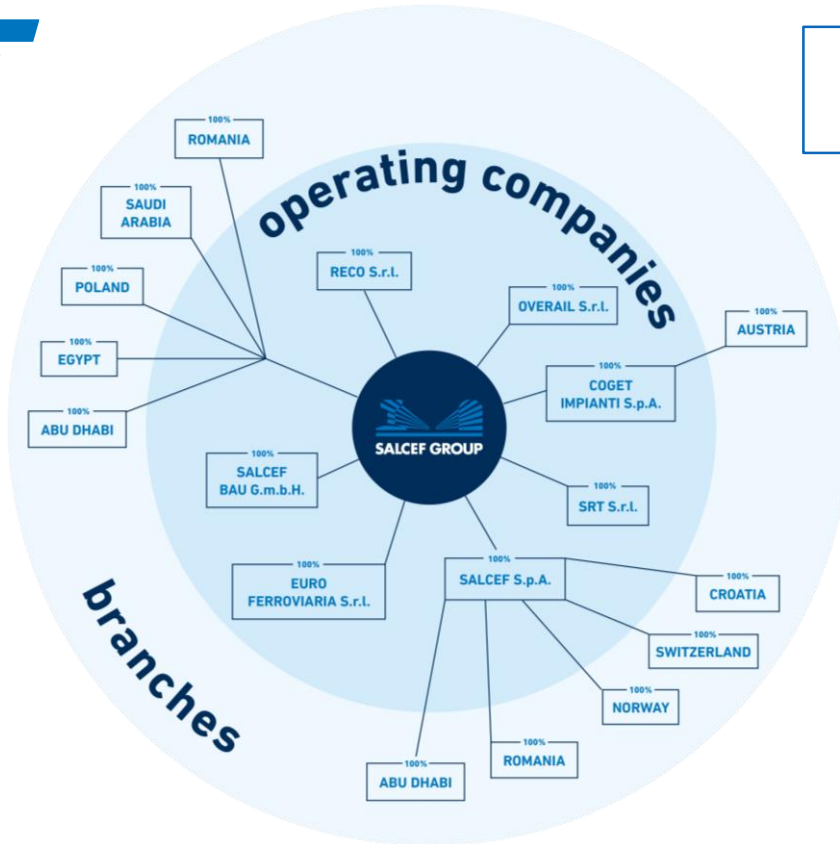 operating companies
branches
100%
ROMANIA
100%
SAUDI
ARABIA
100%
POLAND
100%
EGYPT
100%
ABU DHABI
100%
RECO S.r.l.
100%
OVERAIL S.r.l.
100%
AUSTRIA
100%
COGET
IMPIANTI S.p.A.
SALCEF GROUP
100%
SALCEF
BAU G.m.b.H.
100%
SRT S.r.l.
100%
EURO
FERROVIARIA S.r.l.
100%
SALCEF S.p.A.
100%
CROATIA
100%
SWITZERLAND
100%
NORWAY
100%
ROMANIA
100%
ABU DHABI